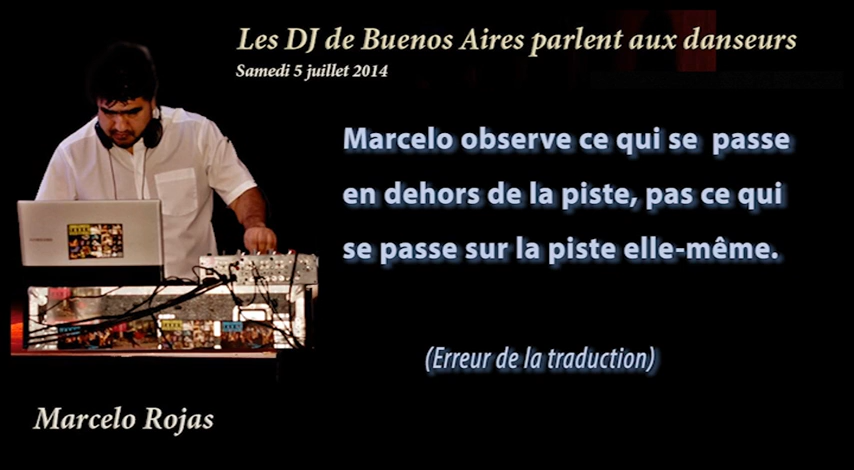 Les DJ de Buenos Aires parlent aux danseurs
Samedi 5 juillet 2014
Marcelo observe ce qui se passe
en dehors de la piste, pas ce qui
se passe sur la piste elle-même.
(Erreur de la traduction)
Marcelo Rojas